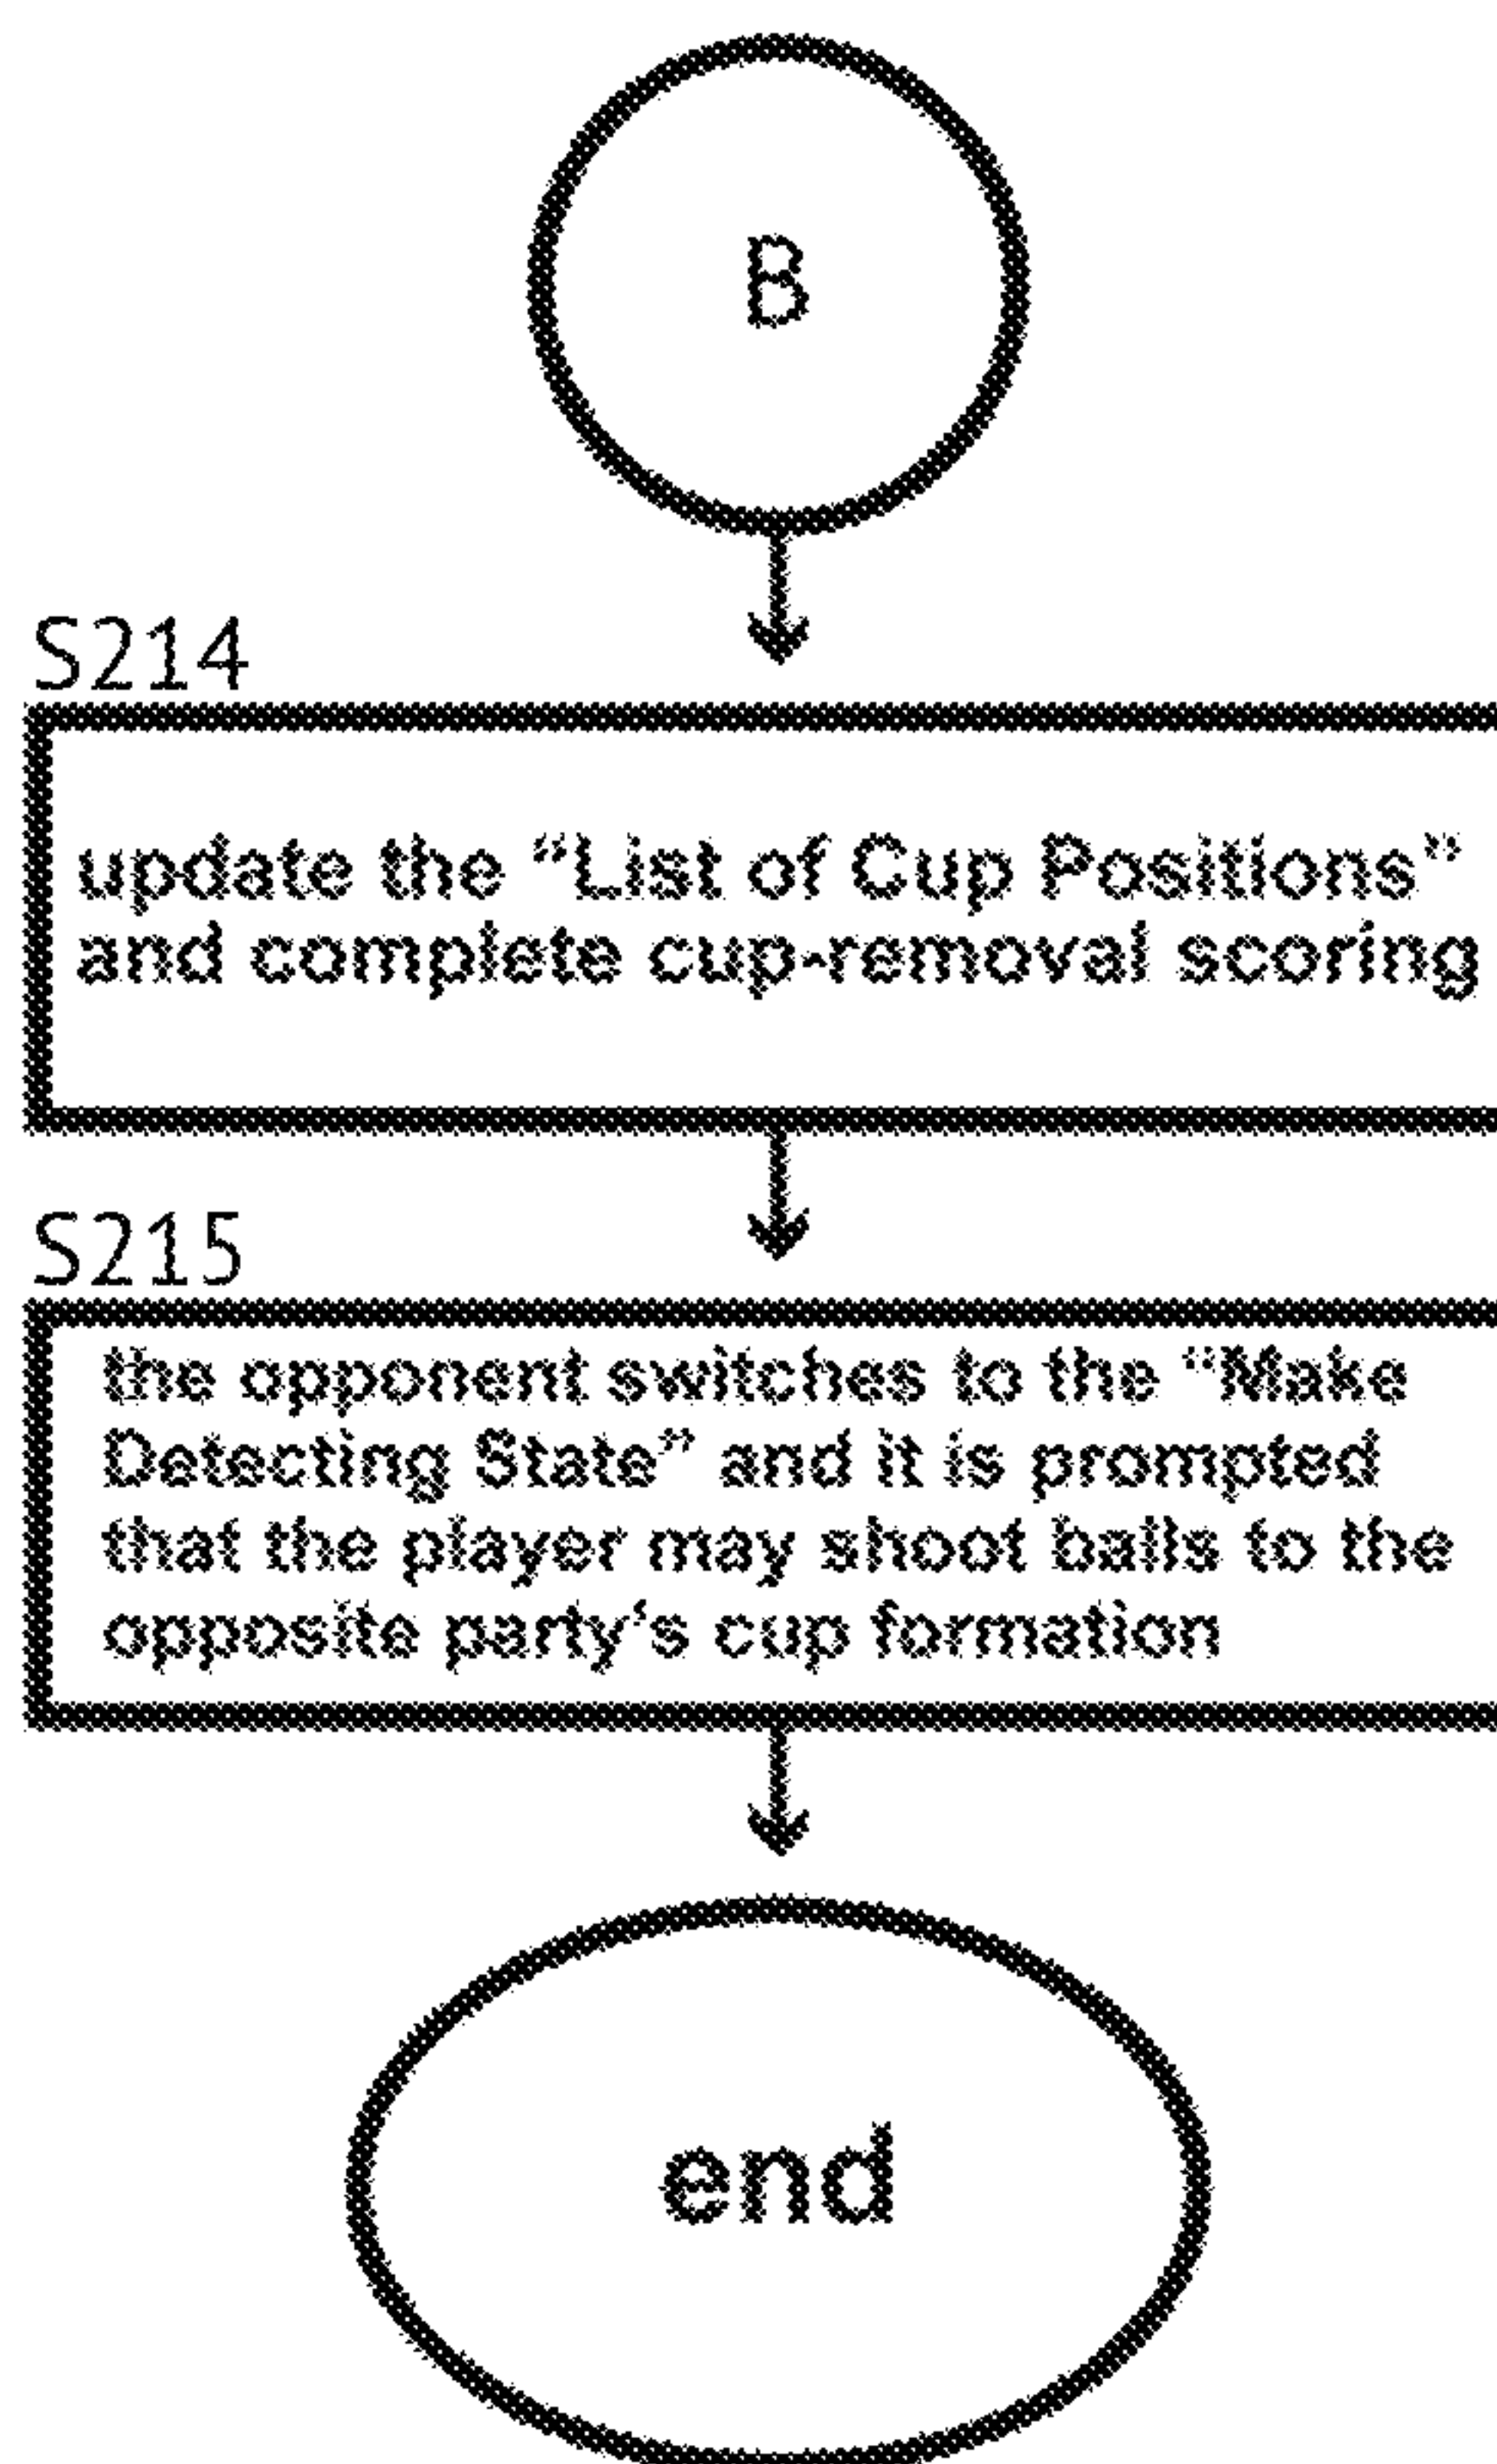 B
S214
update the "List of Cup Positions"
and complete cup-removal scoring
S215
the opponent switches to the "Make
Detecting State" and it is prompted
that the player may shoot balls to the
opposite party's cup formation
end